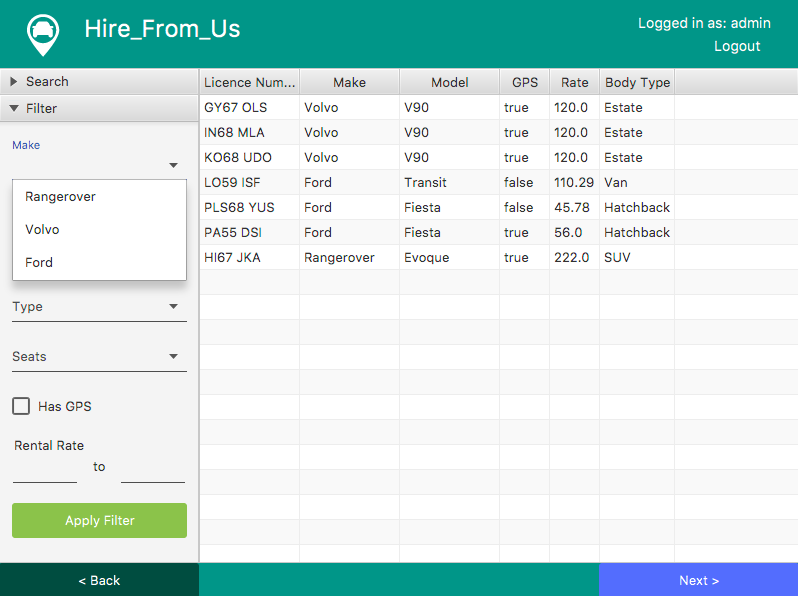 Hire_From_Us
Logged in as: admin
Logout
Search
Filter
Make
Rangerover
Volvo
Ford
Type
Seats
Has GPS
Rental Rate
to
Apply Filter
Licence Num... Make Model GPS Rate Body Type
GY67 OLS Volvo V90 true 120.0 Estate
IN68 MLA Volvo V90 true 120.0 Estate
KO68 UDO Volvo V90 true 120.0 Estate
LO59 ISF Ford Transit false 110.29 Van
PLS68 YUS Ford Fiesta false 45.78 Hatchback
PA55 DSI Ford Fiesta true 56.0 Hatchback
HI67 JKA Rangerover Evoque true 222.0 SUV
< Back
Next >